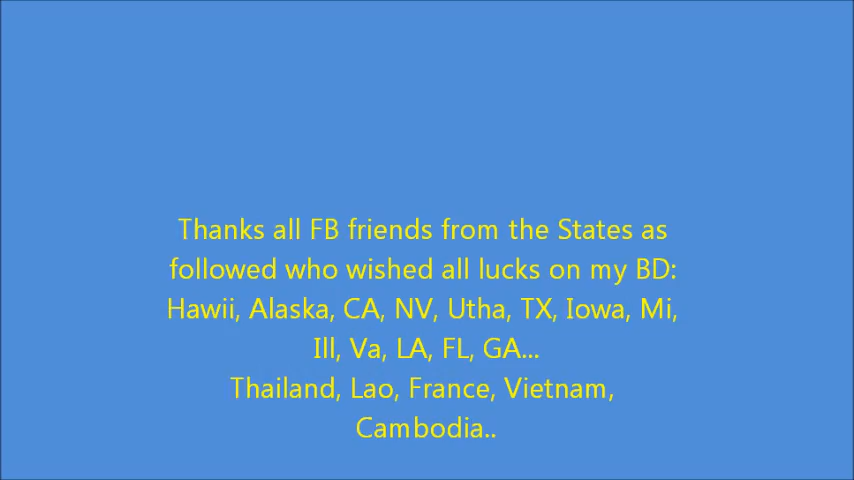 Thanks all FB friends from the States as
followed who wished all lucks on my BD:
Hawii, Alaska, CA, NV, Utha, TX, Iowa, Mi,
Ill, Va, LA, FL, GA...
Thailand, Lao, France, Vietnam,
Cambodia..